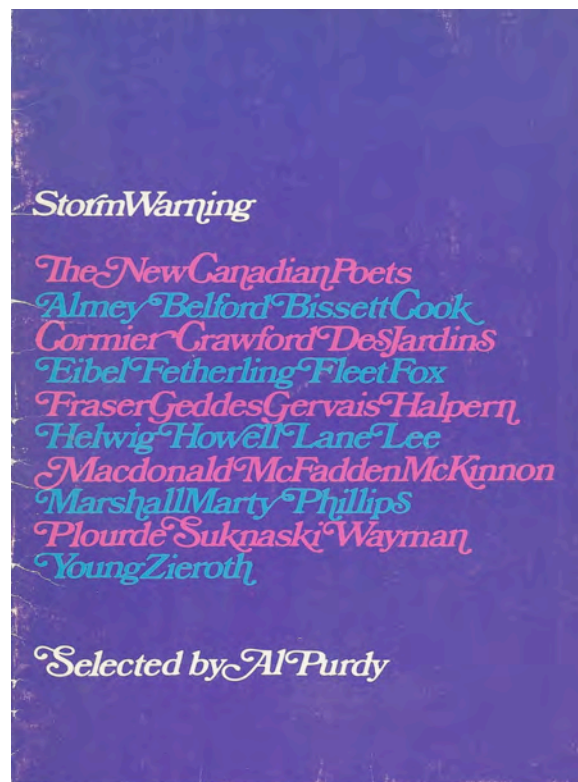 StormWarning
The New Canadian Poets
Almey Belford Bissett Cook
Cormier Crawford DesJardins
Eibel Fetherling Fleet Fox
Fraser Geddes Gervais Halpern
Helwig Howell Lane Lee
Macdonald McFadden McKinnon
Marshall Marty Phillips
Plourde Suknaski Wayman
Young Zieroth
Selected by Al Purdy